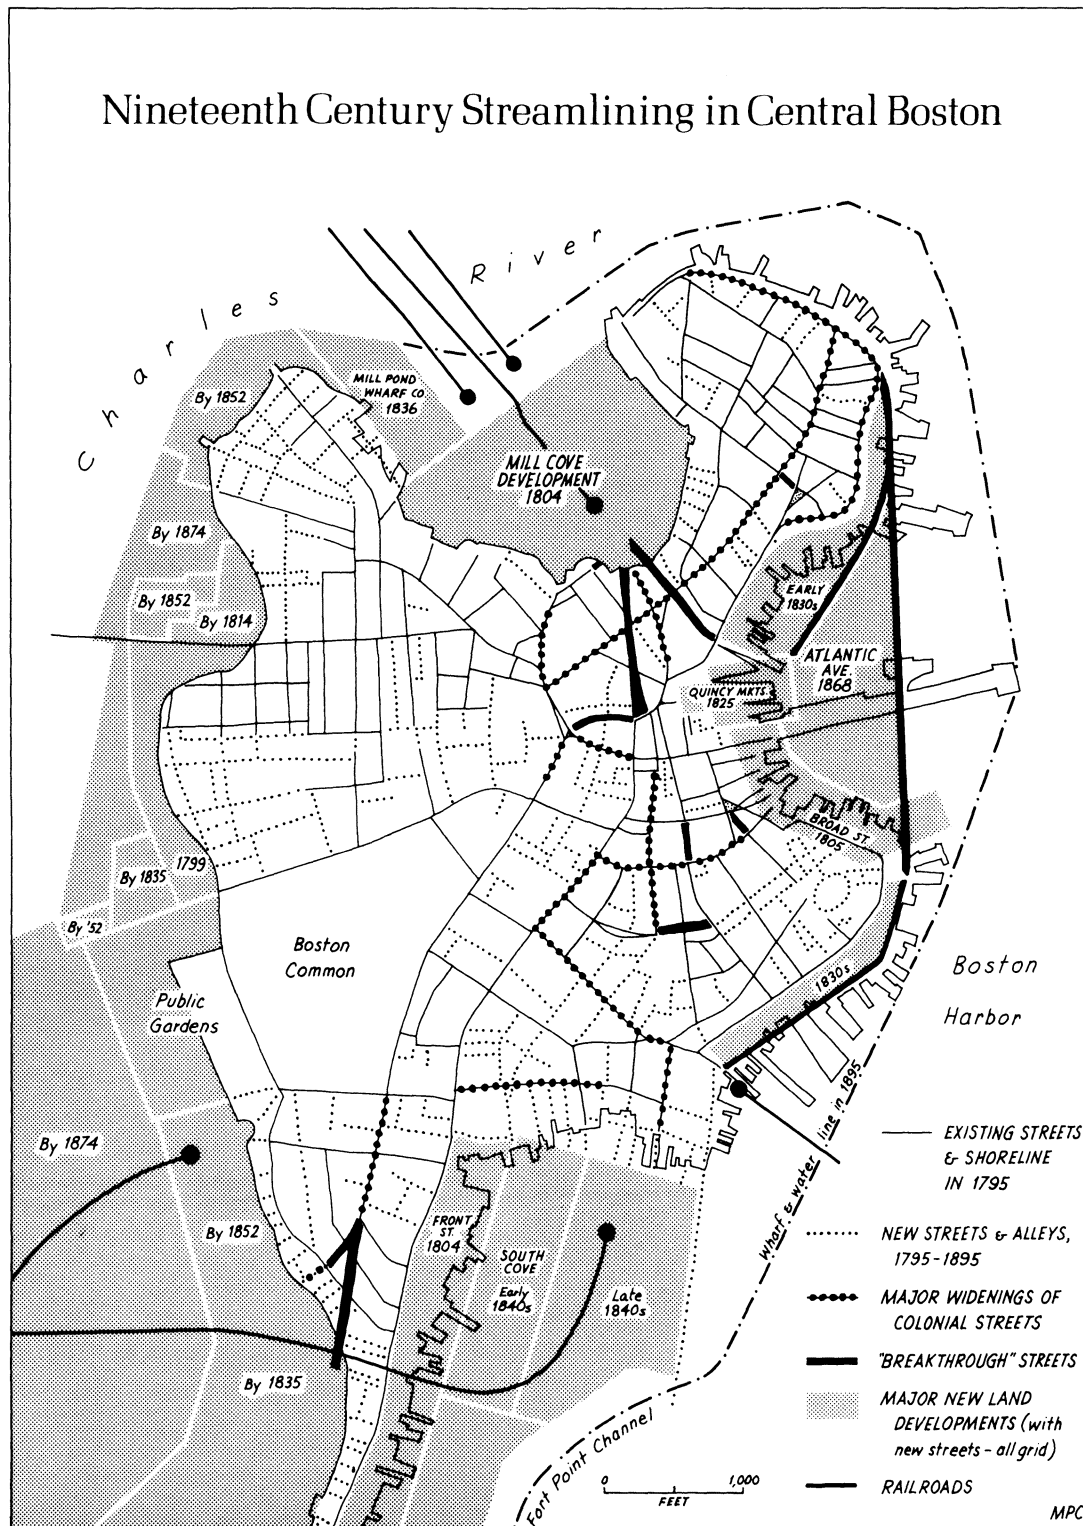 Nineteenth Century Streamlining in Central Boston
Charles
River
By 1852
MILL POND
WHARF CO.
1836
MILL COVE
DEVELOPMENT
1804
By 1874
By 1852
By 1814
EARLY
1830s
ATLANTIC
AVE.
1868
QUINCY MKTS.
1825
BROAD ST.
1805
1799
By 1835
By '52
Boston
Common
Public
Gardens
1830s
Boston
Harbor
Wharf & water line in 1895
By 1874
By 1852
FRONT
ST.
1804
SOUTH
COVE
Early
1840s
Late
1840s
By 1835
Fort Point Channel
EXISTING STREETS
& SHORELINE
IN 1795
NEW STREETS & ALLEYS,
1795-1895
MAJOR WIDENINGS OF
COLONIAL STREETS
"BREAKTHROUGH" STREETS
MAJOR NEW LAND
DEVELOPMENTS (with
new streets - all grid)
RAILROADS
0 1,000
FEET
MPC